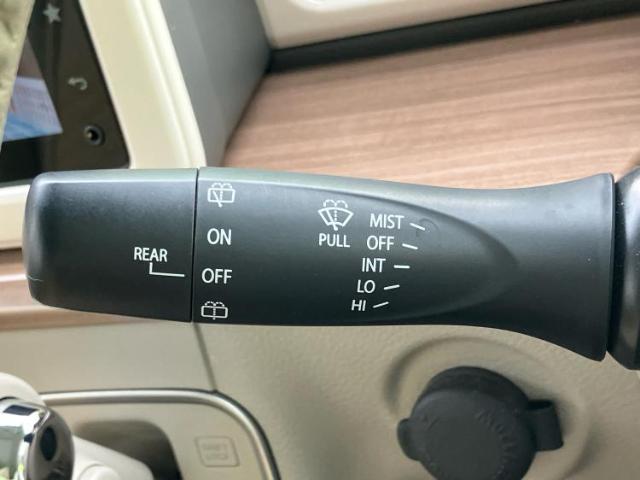 ON
REAR
OFF
PULL
MIST
OFF
INT
LO
HI